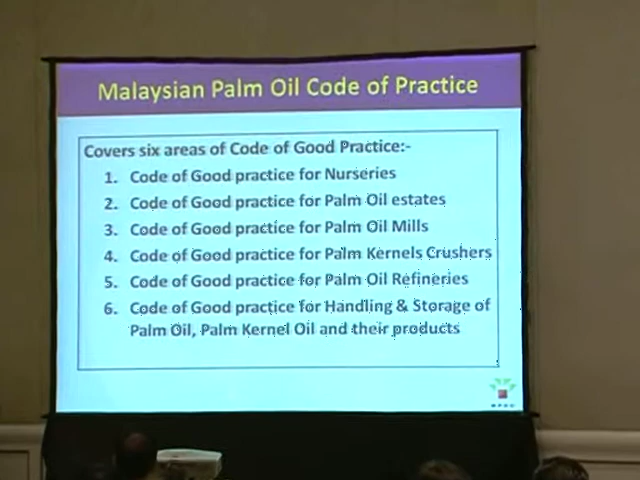 Malaysian Palm Oil Code of Practice
Covers six areas of Code of Good Practice:-
1. Code of Good practice for Nurseries
2. Code of Good practice for Palm Oil estates
3. Code of Good practice for Palm Oil Mills
4. Code of Good practice for Palm Kernels Crushers
5. Code of Good practice for Palm Oil Refineries
6. Code of Good practice for Handling & Storage of
Palm Oil, Palm Kernel Oil and their products